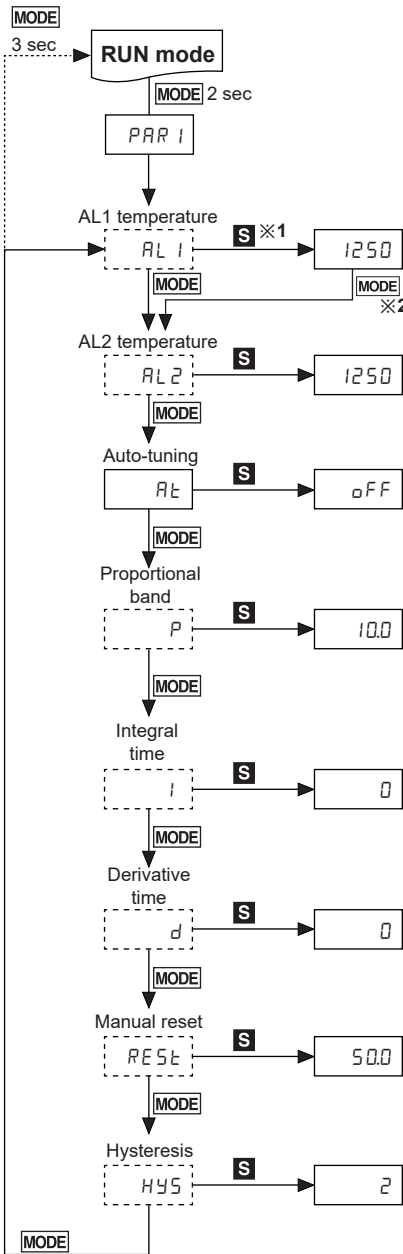 MODE
3 sec
RUN mode
MODE 2 sec
PAR1
AL1 temperature
AL1
S ※1
1250
MODE
MODE
※2
AL2 temperature
AL2
S
1250
MODE
Auto-tuning
At
S
oFF
MODE
Proportional
band
P
S
10.0
MODE
Integral
time
I
S
0
MODE
Derivative
time
d
S
0
MODE
Manual reset
REST
S
50.0
MODE
Hysteresis
HYS
S
2
MODE